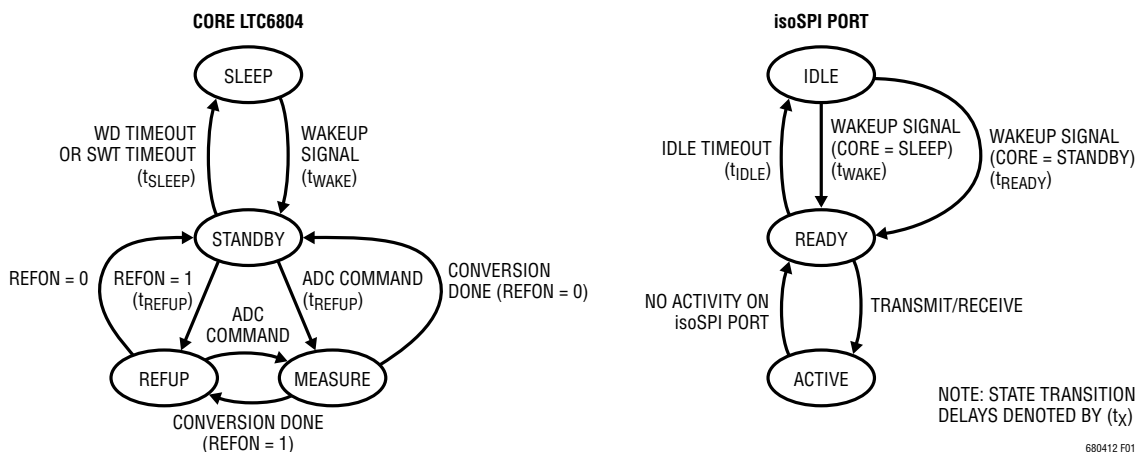 CORE LTC6804
SLEEP
WD TIMEOUT
OR SWT TIMEOUT
(tSLEEP)
WAKEUP
SIGNAL
(tWAKE)
STANDBY
REFON = 0
REFON = 1
(tREFUP)
ADC COMMAND
(tREFUP)
CONVERSION
DONE (REFON = 0)
ADC
COMMAND
REFUP
MEASURE
CONVERSION DONE
(REFON = 1)
isoSPI PORT
IDLE
IDLE TIMEOUT
(tIDLE)
WAKEUP SIGNAL
(CORE = SLEEP)
(tWAKE)
WAKEUP SIGNAL
(CORE = STANDBY)
(tREADY)
READY
NO ACTIVITY ON
isoSPI PORT
TRANSMIT/RECEIVE
ACTIVE
NOTE: STATE TRANSITION
DELAYS DENOTED BY (tX)
680412 F01